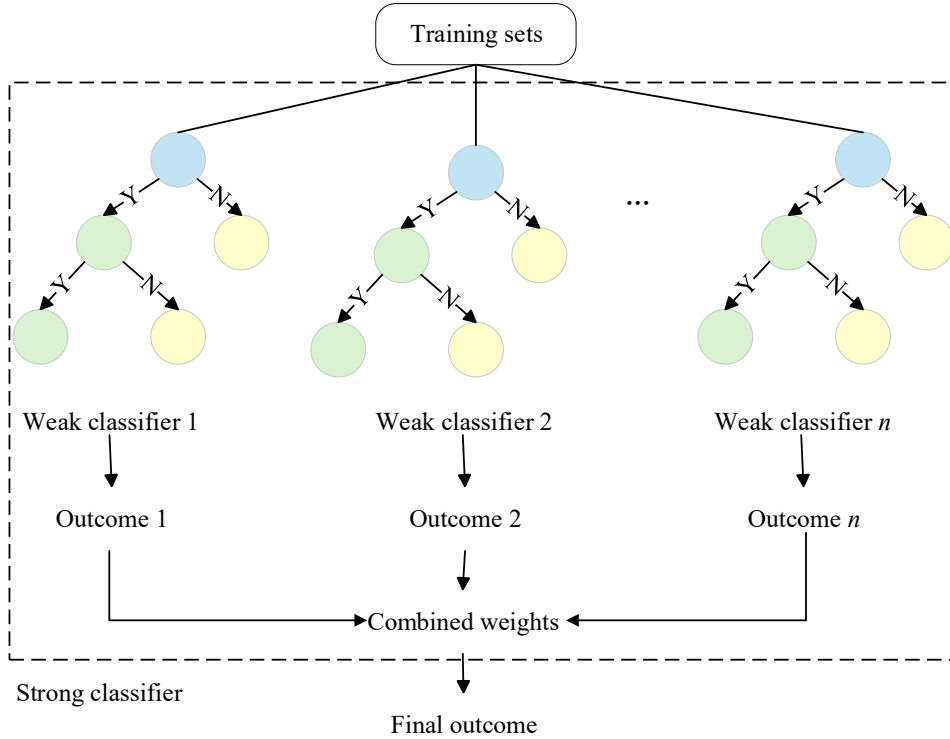 Training sets
Y N Y N ... Y N
Y N Y N Y N
Weak classifier 1 Weak classifier 2 Weak classifier n
Outcome 1 Outcome 2 Outcome n
Combined weights
Strong classifier
Final outcome